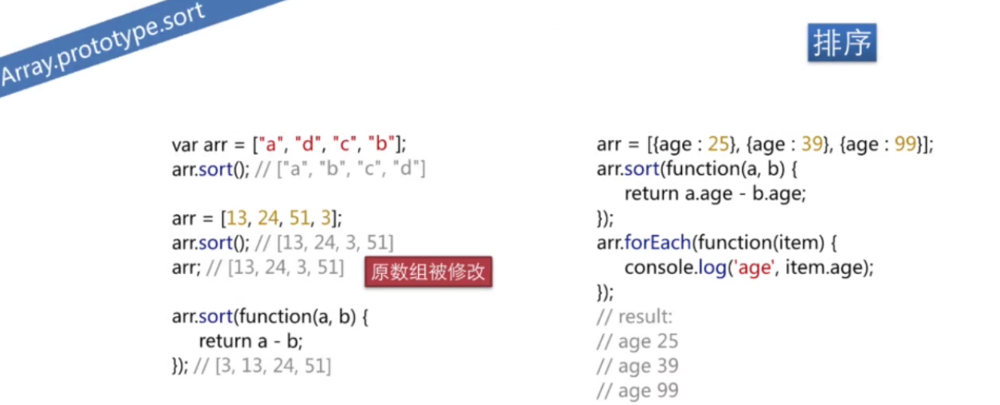 Array.prototype.sort
排序
var arr = ["a", "d", "c", "b"];
arr.sort(); // ["a", "b", "c", "d"]
arr = [13, 24, 51, 3];
arr.sort(); // [13, 24, 3, 51]
arr; // [13, 24, 3, 51]
原数组被修改
arr.sort(function(a, b) {
return a - b;
}); // [3, 13, 24, 51]
arr = [{age : 25}, {age : 39}, {age : 99}];
arr.sort(function(a, b) {
return a.age - b.age;
});
arr.forEach(function(item) {
console.log('age', item.age);
});
// result:
// age 25
// age 39
// age 99